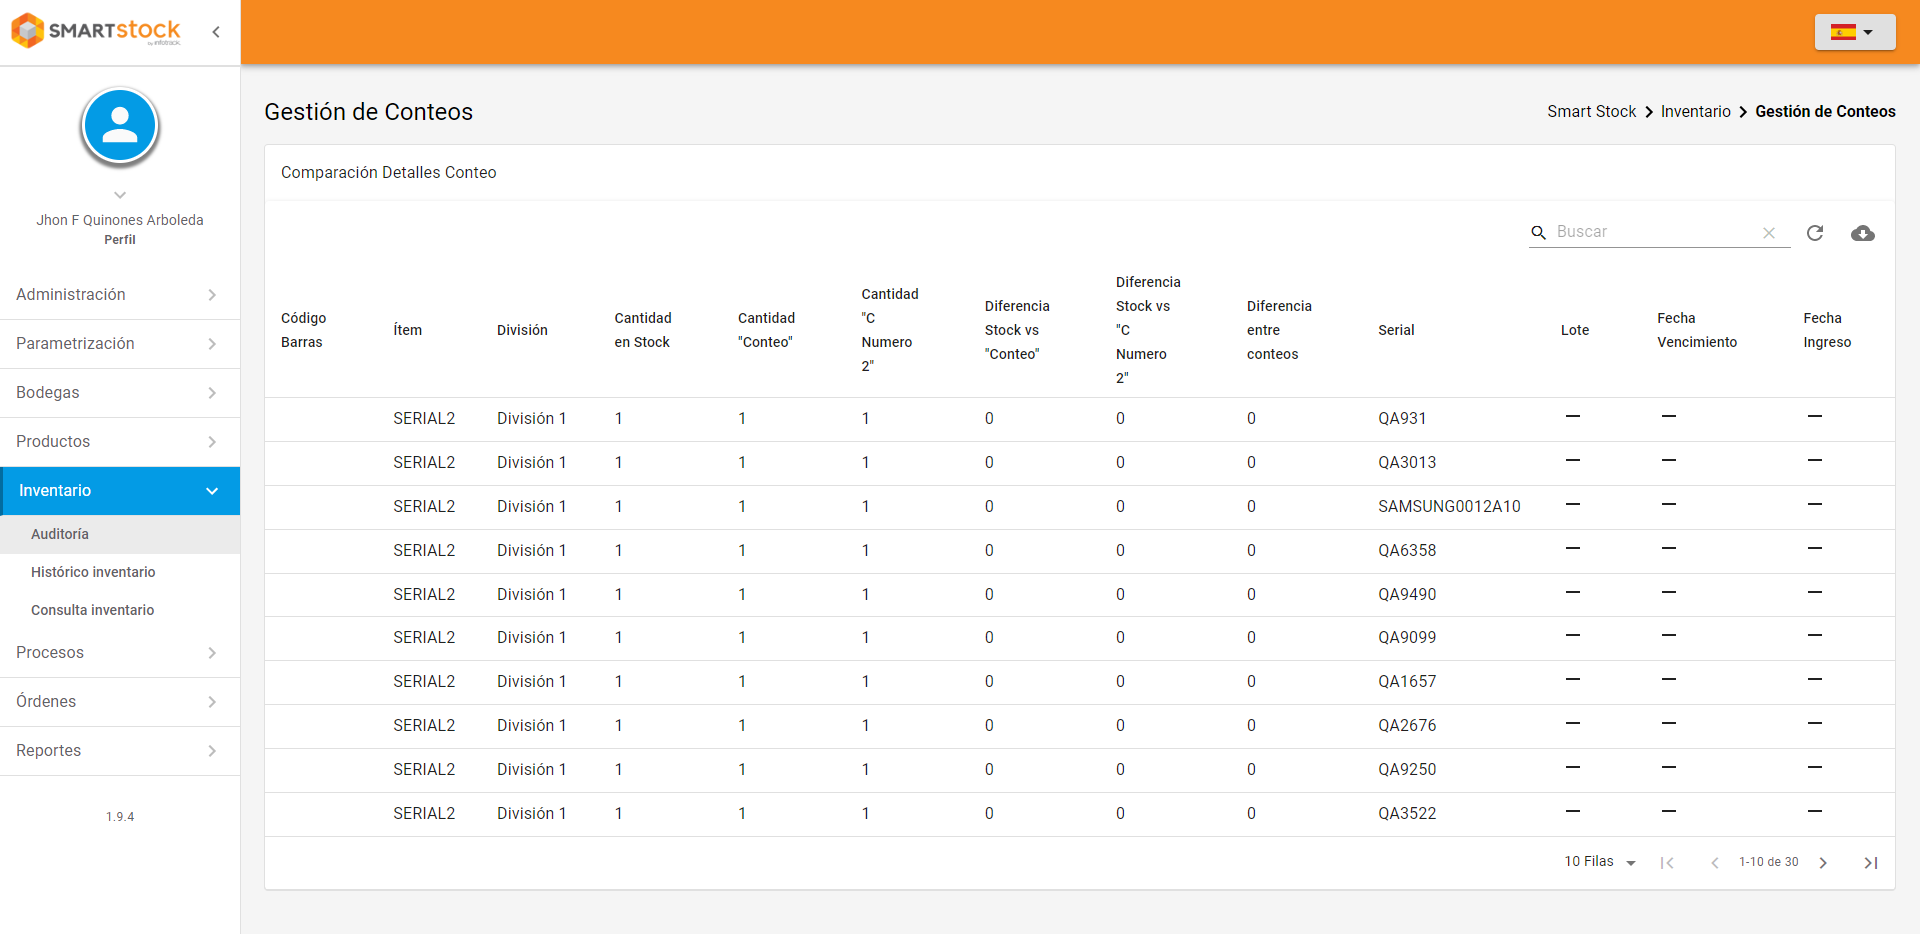 SMARTstock
by infotrack
Jhon F Quinones Arboleda
Perfil
Administración
Parametrización
Bodegas
Productos
Inventario
Auditoría
Histórico inventario
Consulta inventario
Procesos
Órdenes
Reportes
1.9.4
Gestión de Conteos
Smart Stock Inventario Gestión de Conteos
Comparación Detalles Conteo
Buscar
Código
Barras
Ítem
División
Cantidad
en Stock
Cantidad
"Conteo"
Cantidad
"C
Numero
2"
Diferencia
Stock vs
"Conteo"
Diferencia
Stock vs
"C
Numero
2"
Diferencia
entre
conteos
Serial
Lote
Fecha
Vencimiento
Fecha
Ingreso
SERIAL2 División 1 1 1 1 0 0 0 QA931 — — —
SERIAL2 División 1 1 1 1 0 0 0 QA3013 — — —
SERIAL2 División 1 1 1 1 0 0 0 SAMSUNG0012A10 — — —
SERIAL2 División 1 1 1 1 0 0 0 QA6358 — — —
SERIAL2 División 1 1 1 1 0 0 0 QA9490 — — —
SERIAL2 División 1 1 1 1 0 0 0 QA9099 — — —
SERIAL2 División 1 1 1 1 0 0 0 QA1657 — — —
SERIAL2 División 1 1 1 1 0 0 0 QA2676 — — —
SERIAL2 División 1 1 1 1 0 0 0 QA9250 — — —
SERIAL2 División 1 1 1 1 0 0 0 QA3522 — — —
10 Filas 1-10 de 30